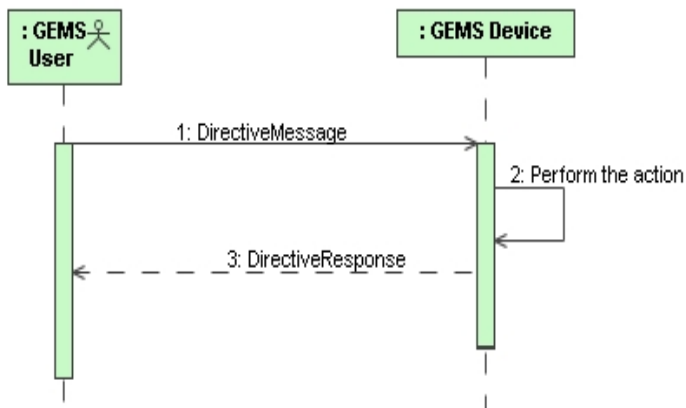 : GEMS
User
: GEMS Device
1: DirectiveMessage
2: Perform the action
3: DirectiveResponse